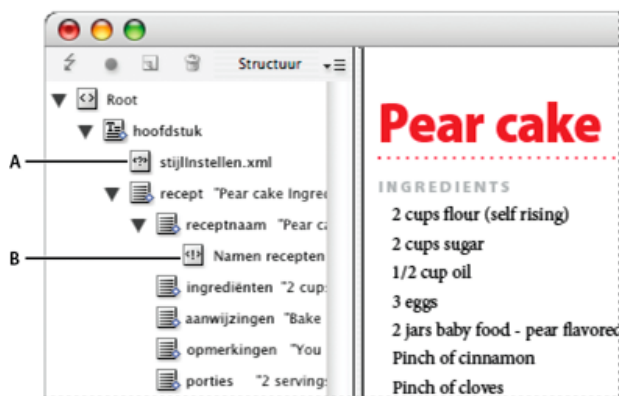 Structuur
Root
hoofdstuk
A
stijlInstellen.xml
recept "Pear cake Ingre
receptnaam "Pear ca
B
Namen recepten
ingrediënten "2 cup
aanwijzingen "Bake
opmerkingen "You
porties "2 serving
Pear cake
INGREDIENTS
2 cups flour (self rising)
2 cups sugar
1/2 cup oil
3 eggs
2 jars baby food - pear flavored
Pinch of cinnamon
Pinch of cloves